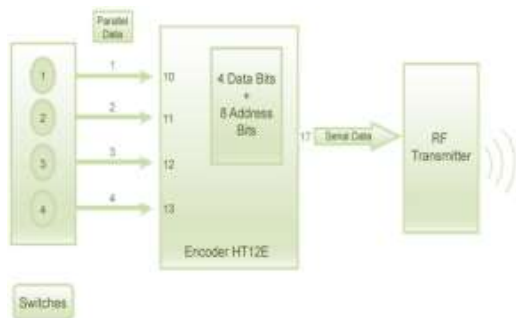 Parallel
Data
1
1
10
4 Data Bits
+
8 Address
Bits
2
2
11
17
Serial Data
RF
Transmitter
3
3
12
4
4
13
Encoder HT12E
Switches